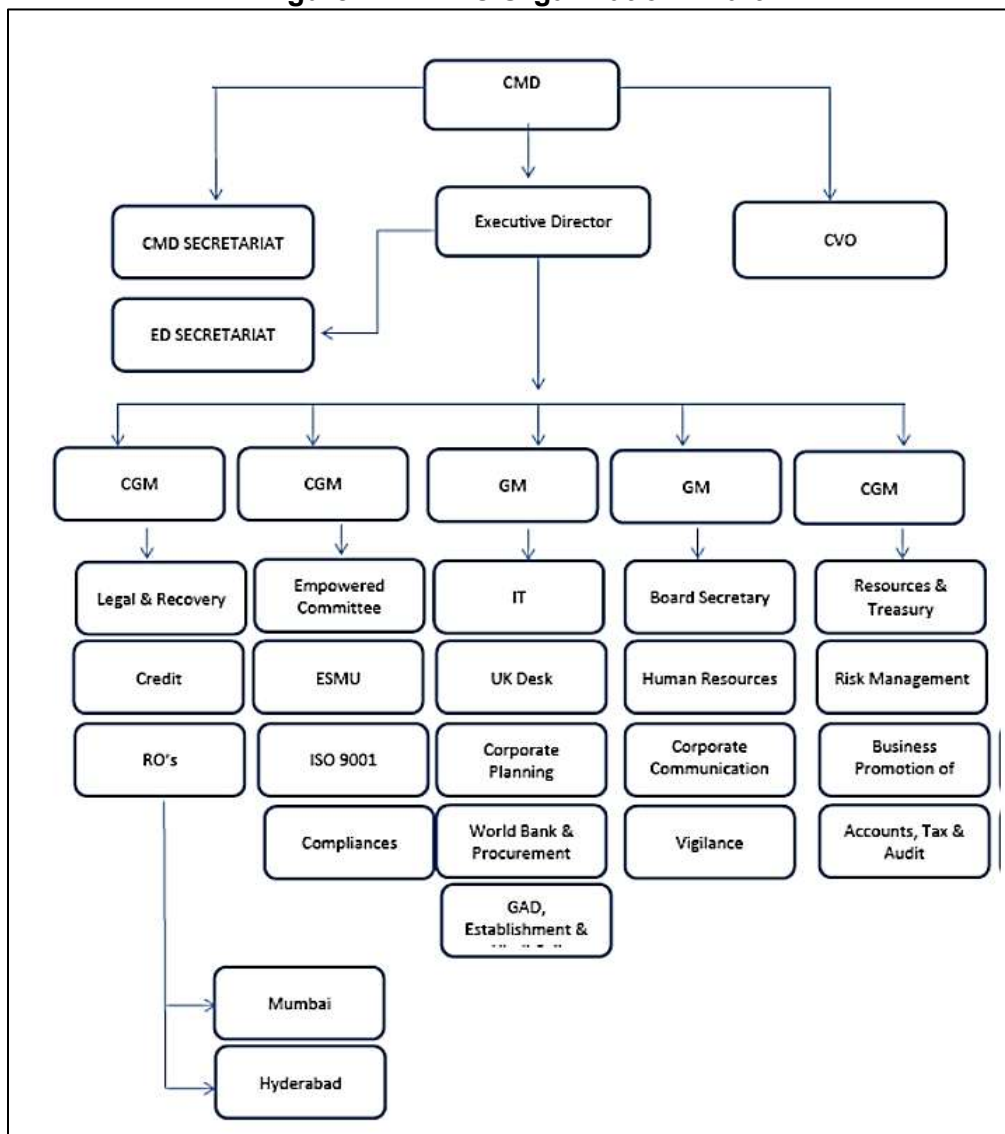 CMD
CMD SECRETARIAT
Executive Director
CVO
ED SECRETARIAT
CGM
CGM
GM
GM
CGM
Legal & Recovery
Empowered
Committee
IT
Board Secretary
Resources &
Treasury
Credit
ESMU
UK Desk
Human Resources
Risk Management
RO's
ISO 9001
Corporate
Planning
Corporate
Communication
Business
Promotion of
Compliances
World Bank &
Procurement
Vigilance
Accounts, Tax &
Audit
GAD,
Establishment &
Mumbai
Hyderabad